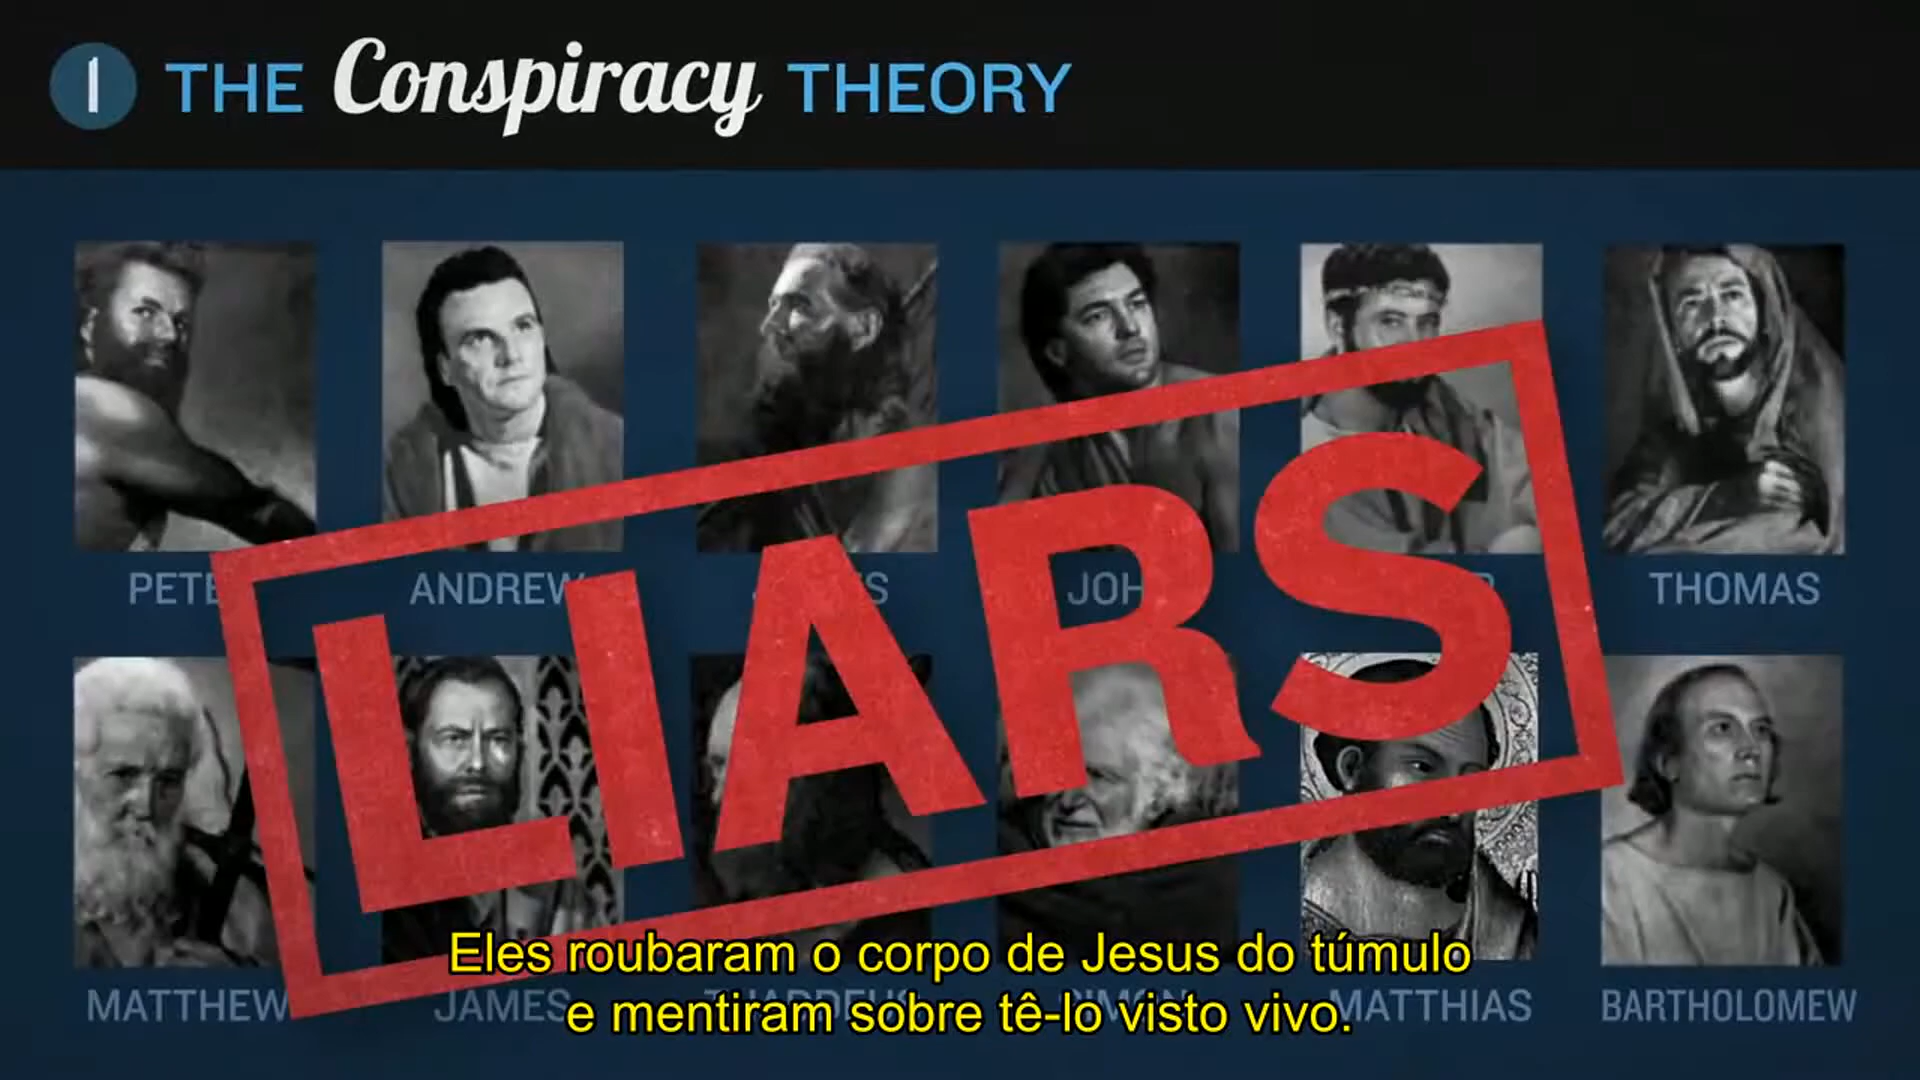 1 THE Conspiracy THEORY
ANDREW
THOMAS
LIARS
MATTHEW
JAMES
MATTHIAS
BARTHOLOMEW
Eles roubaram o corpo de Jesus do túmulo
e mentiram sobre tê-lo visto vivo.